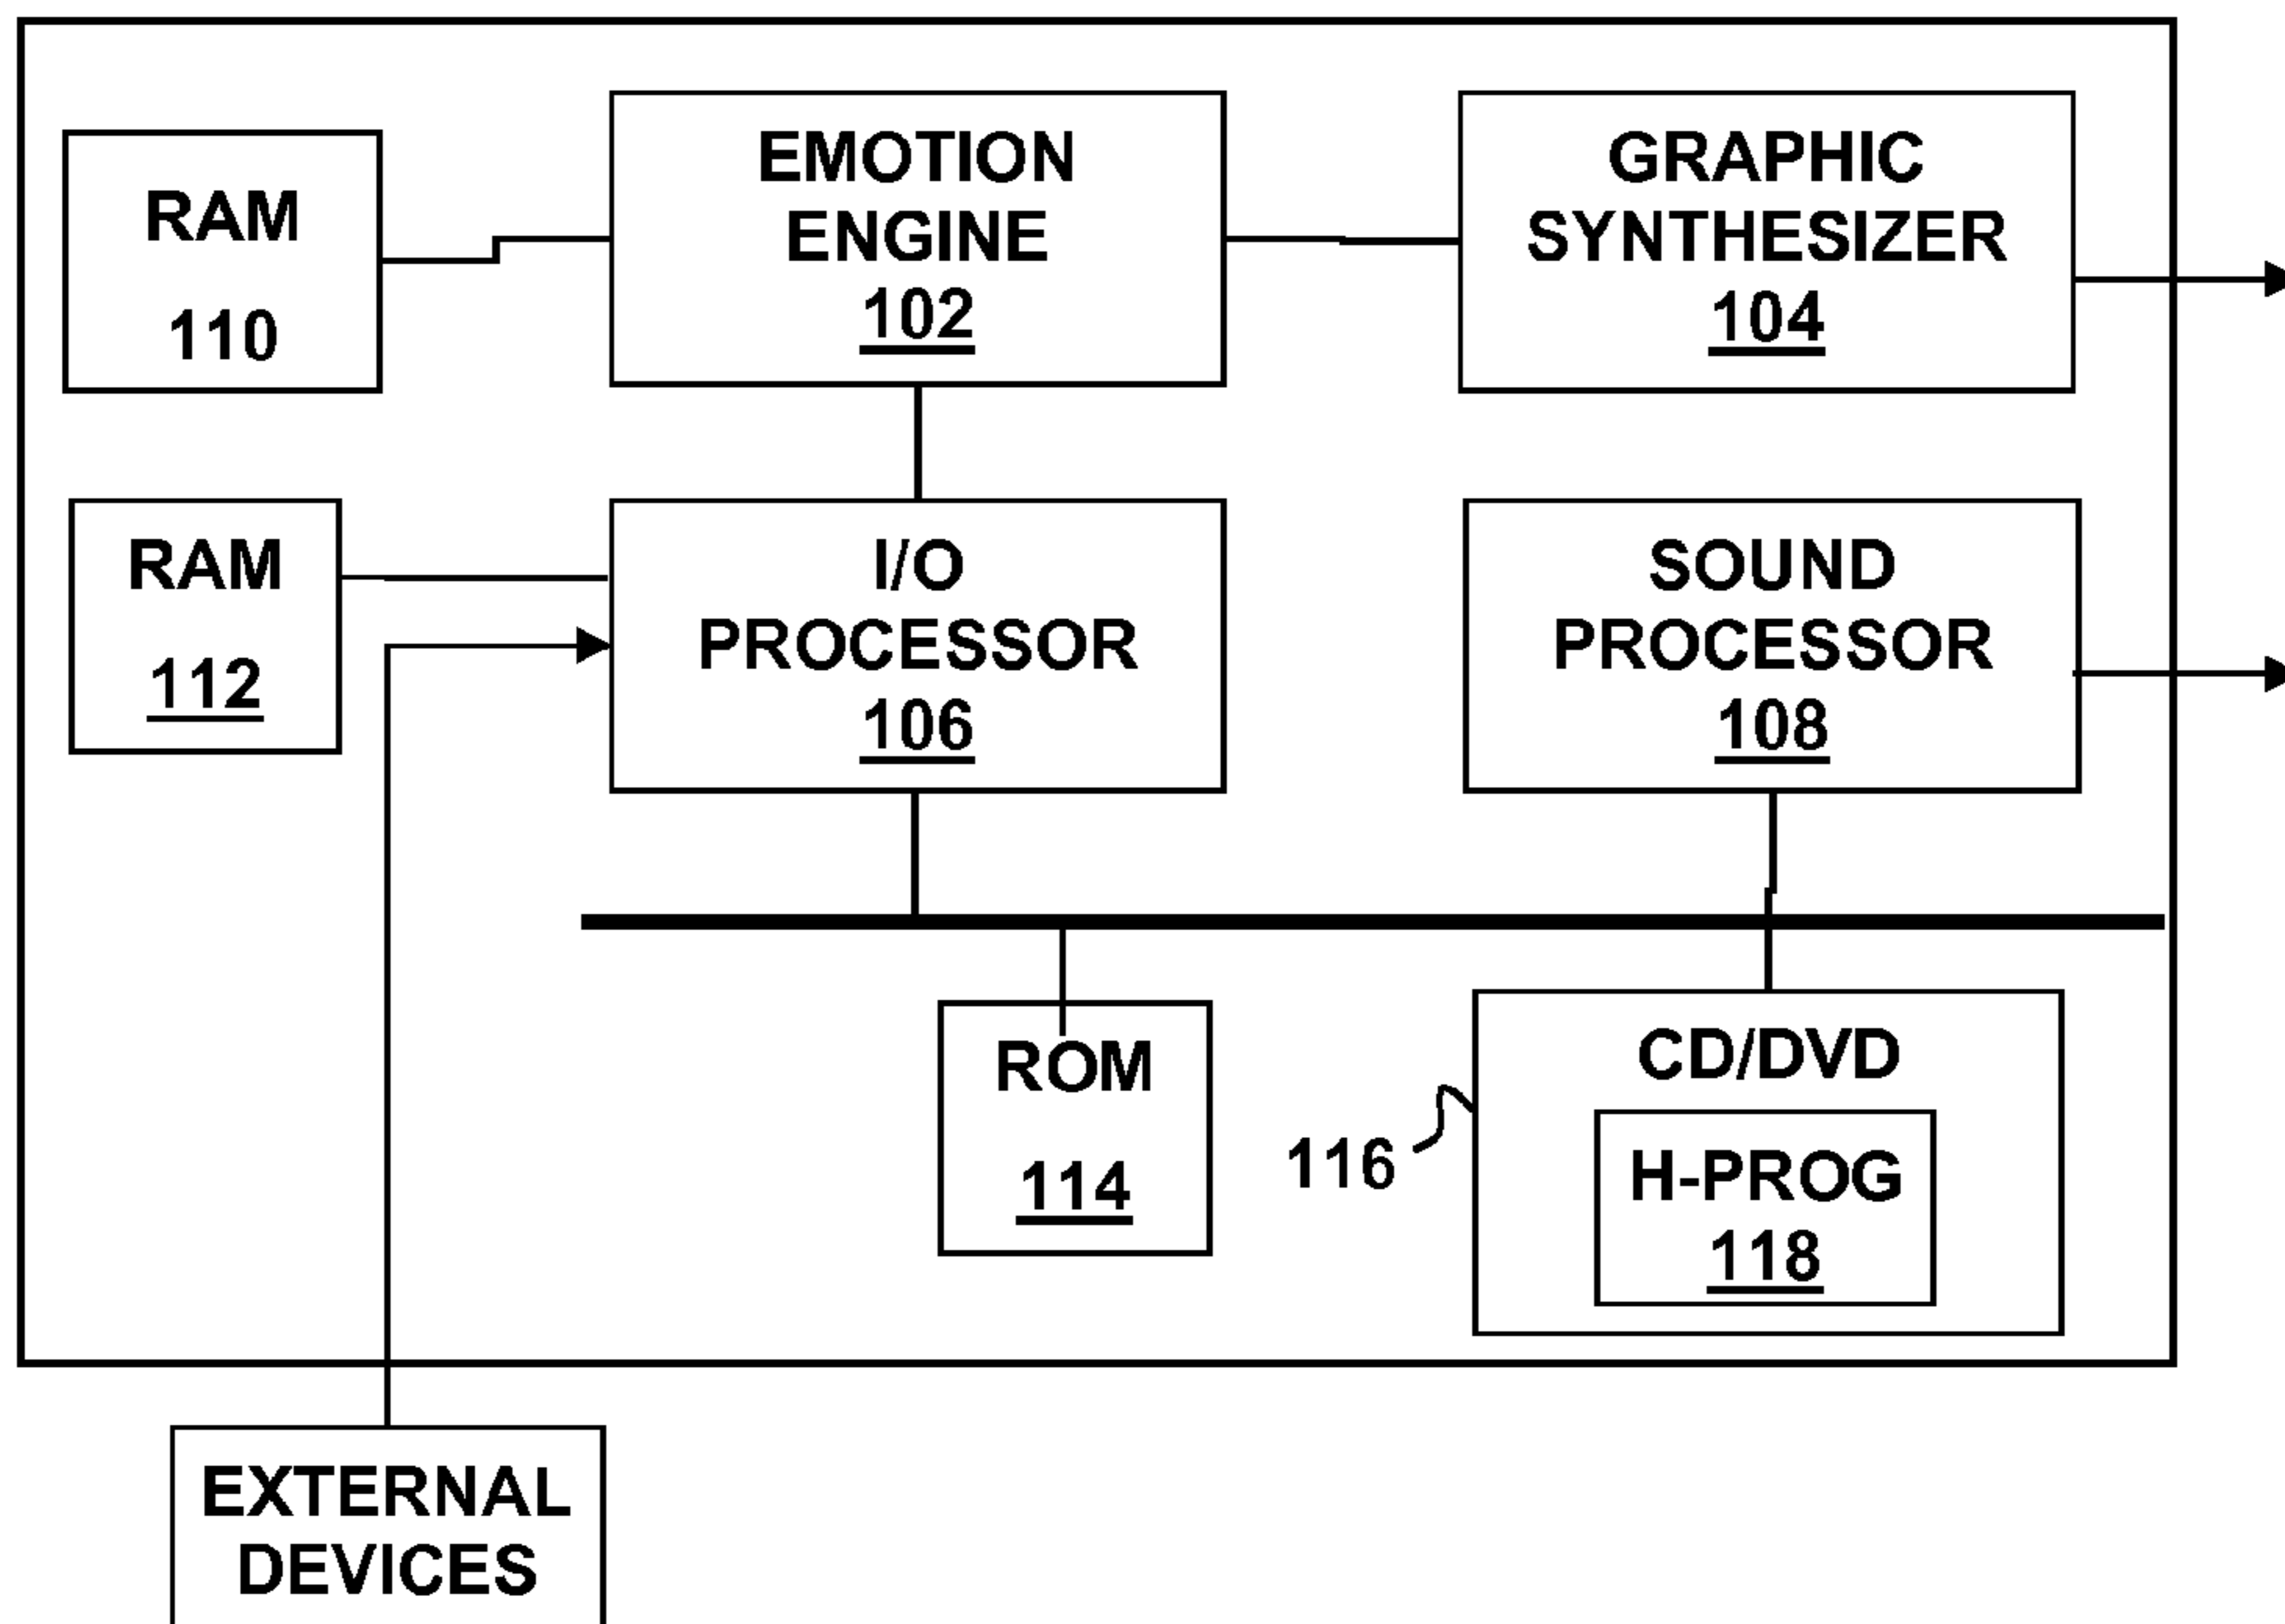 RAM
110
EMOTION
ENGINE
102
GRAPHIC
SYNTHESIZER
104
RAM
112
I/O
PROCESSOR
106
SOUND
PROCESSOR
108
ROM
114
116
CD/DVD
H-PROG
118
EXTERNAL
DEVICES